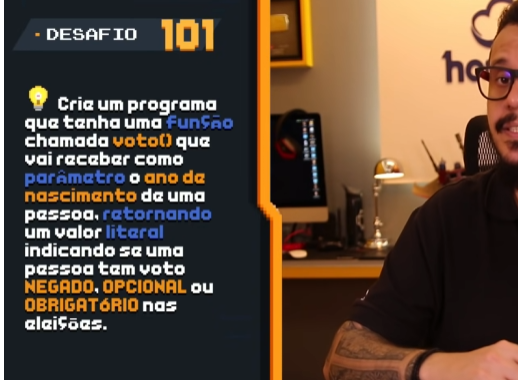 DESAFIO 101
Crie um programa
que tenha uma função
chamada voto() que
vai receber como
parâmetro o ano de
nascimento de uma
pessoa, retornando
um valor literal
indicando se uma
pessoa tem voto
NEGADO, OPCIONAL ou
OBRIGATóRIO nas
eleições.